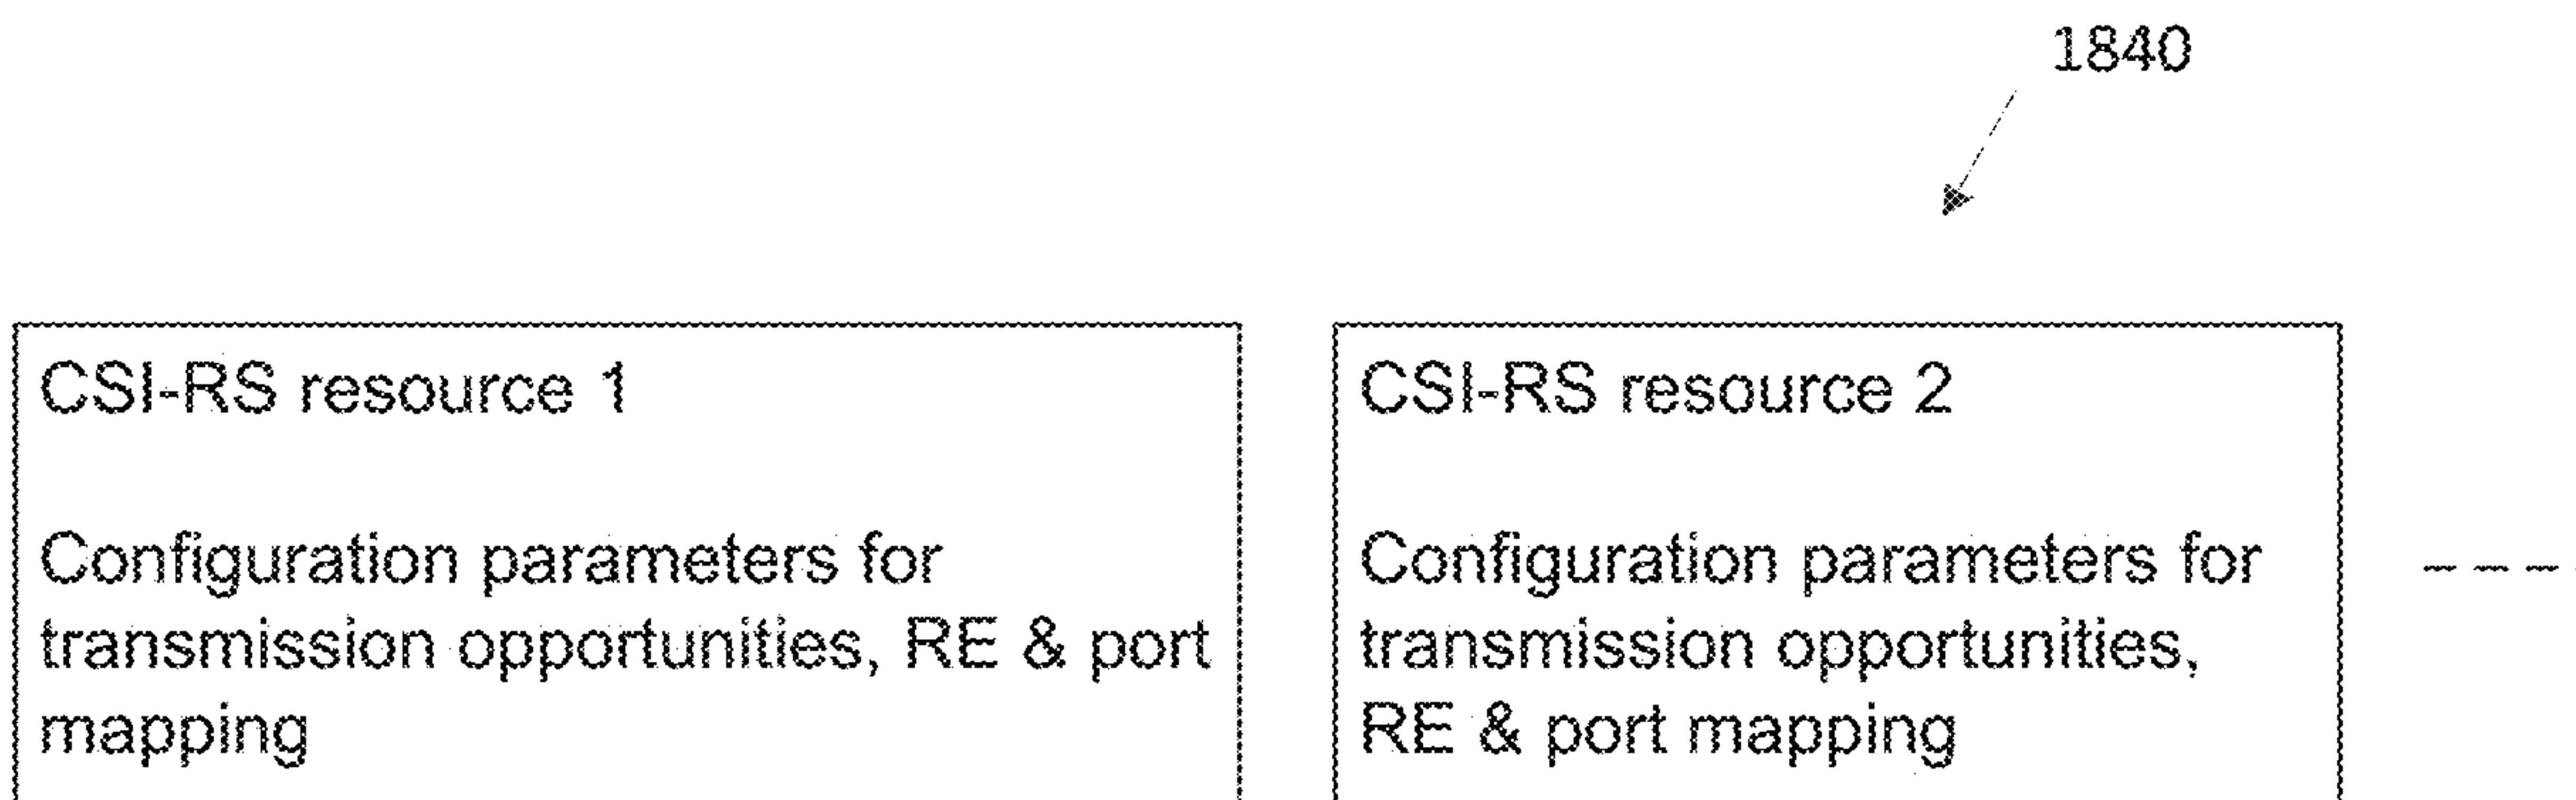 1840
CSI-RS resource 1
Configuration parameters for
transmission opportunities, RE & port
mapping
CSI-RS resource 2
Configuration parameters for
transmission opportunities,
RE & port mapping